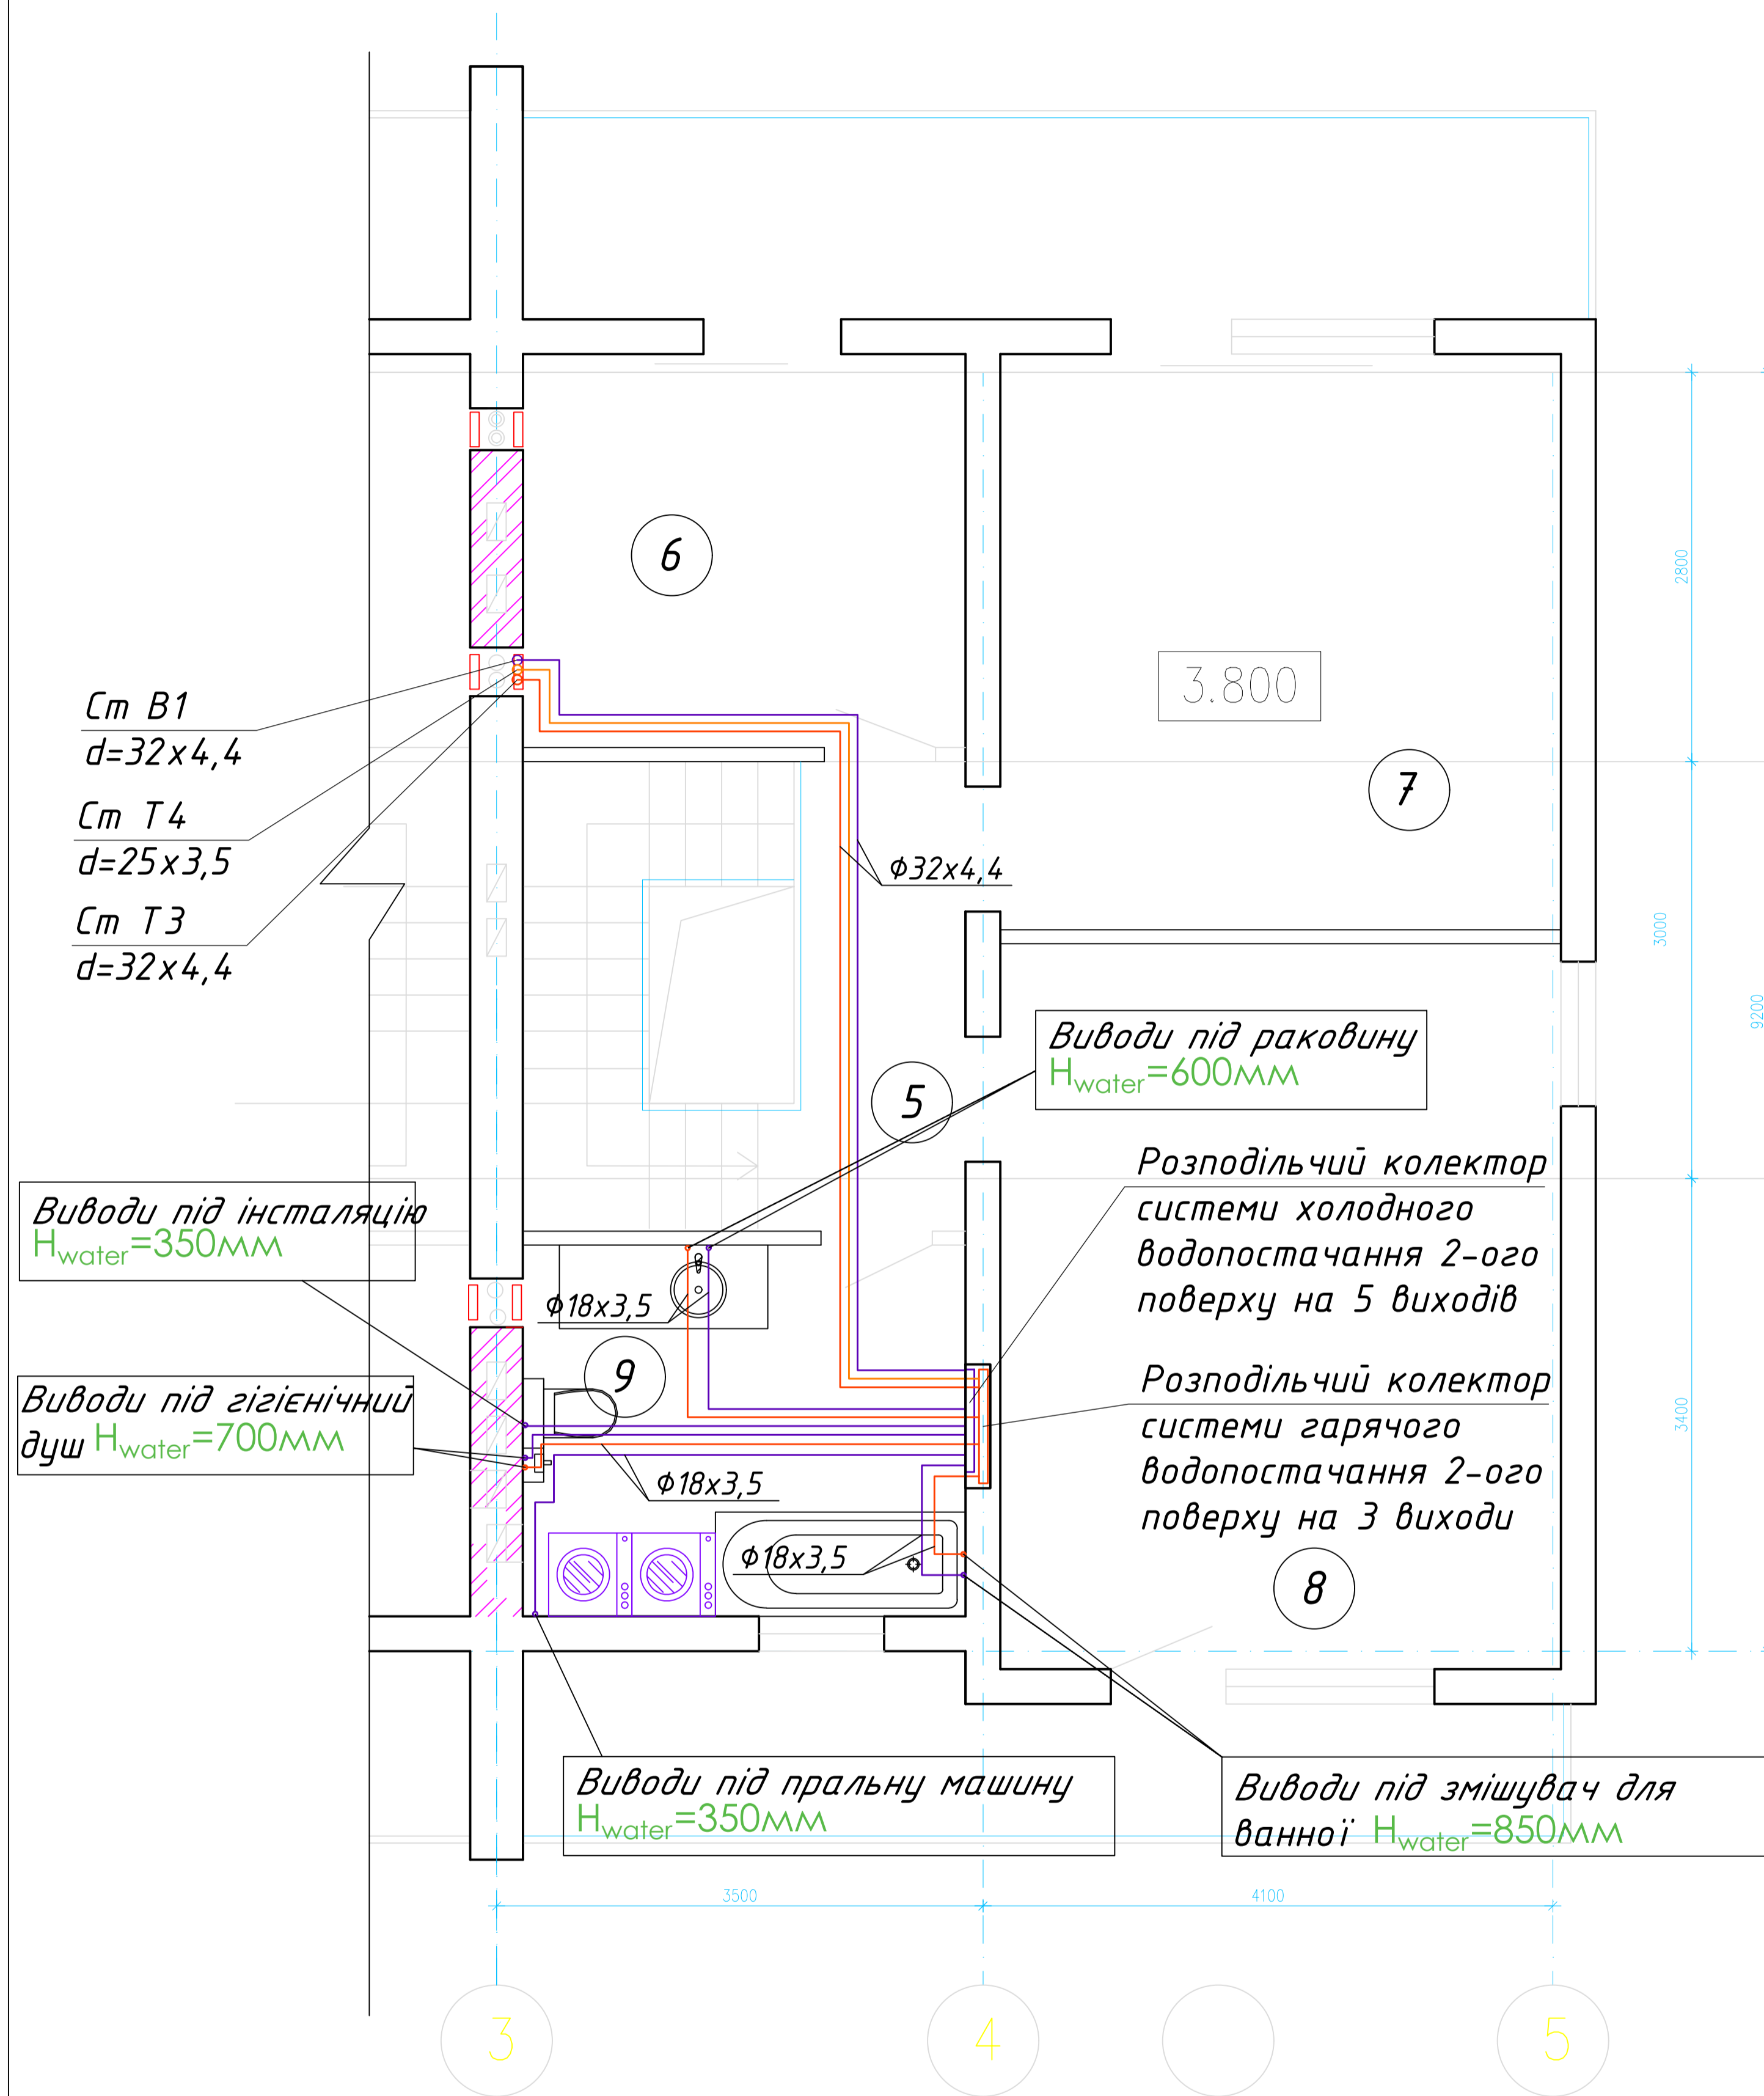 6
3.800
7
Ст В1
d=32x4,4
Ст Т4
d=25x3,5
Ст Т3
d=32x4,4
2800
ϕ32x4,4
3000
9200
Виводи під раковину
Hwater=600мм
5
Розподільчий колектор
системи холодного
водопостачання 2-ого
поверху на 5 виходів
Виводи під інсталяцію
Hwater=350мм
ϕ18x3,5
9
Виводи під гігієнічний
душ Hwater=700мм
Розподільчий колектор
системи гарячого
водопостачання 2-ого
поверху на 3 виходи
3400
ϕ18x3,5
ϕ18x3,5
8
Виводи під пральну машину
Hwater=350мм
Виводи під змішувач для
ванної Hwater=850мм
3500
4100
3
4
5